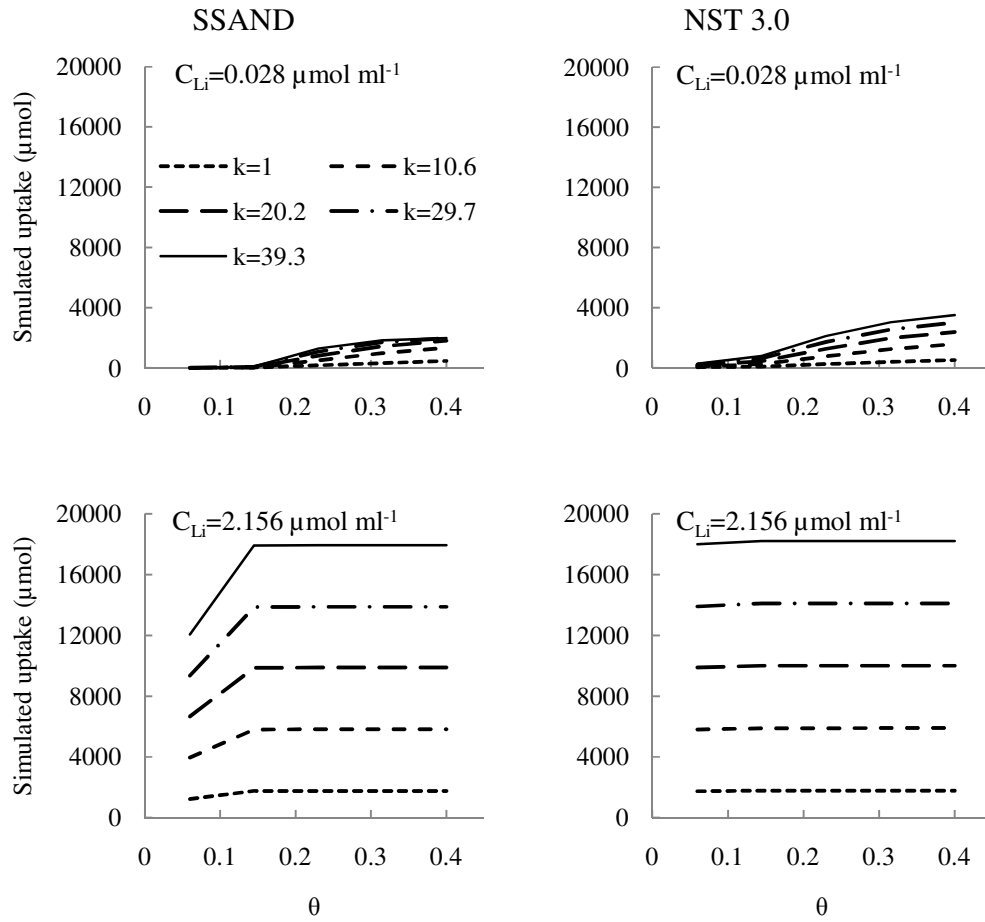 SSAND
NST 3.0
Smulated uptake (µmol)
C_Li=0.028 µmol ml⁻¹
20000
16000
12000
8000
4000
0
k=1
k=10.6
k=20.2
k=29.7
k=39.3
0 0.1 0.2 0.3 0.4
C_Li=0.028 µmol ml⁻¹
20000
16000
12000
8000
4000
0
0 0.1 0.2 0.3 0.4
Simulated uptake (µmol)
C_Li=2.156 µmol ml⁻¹
20000
16000
12000
8000
4000
0
0 0.1 0.2 0.3 0.4
θ
C_Li=2.156 µmol ml⁻¹
20000
16000
12000
8000
4000
0
0 0.1 0.2 0.3 0.4
θ